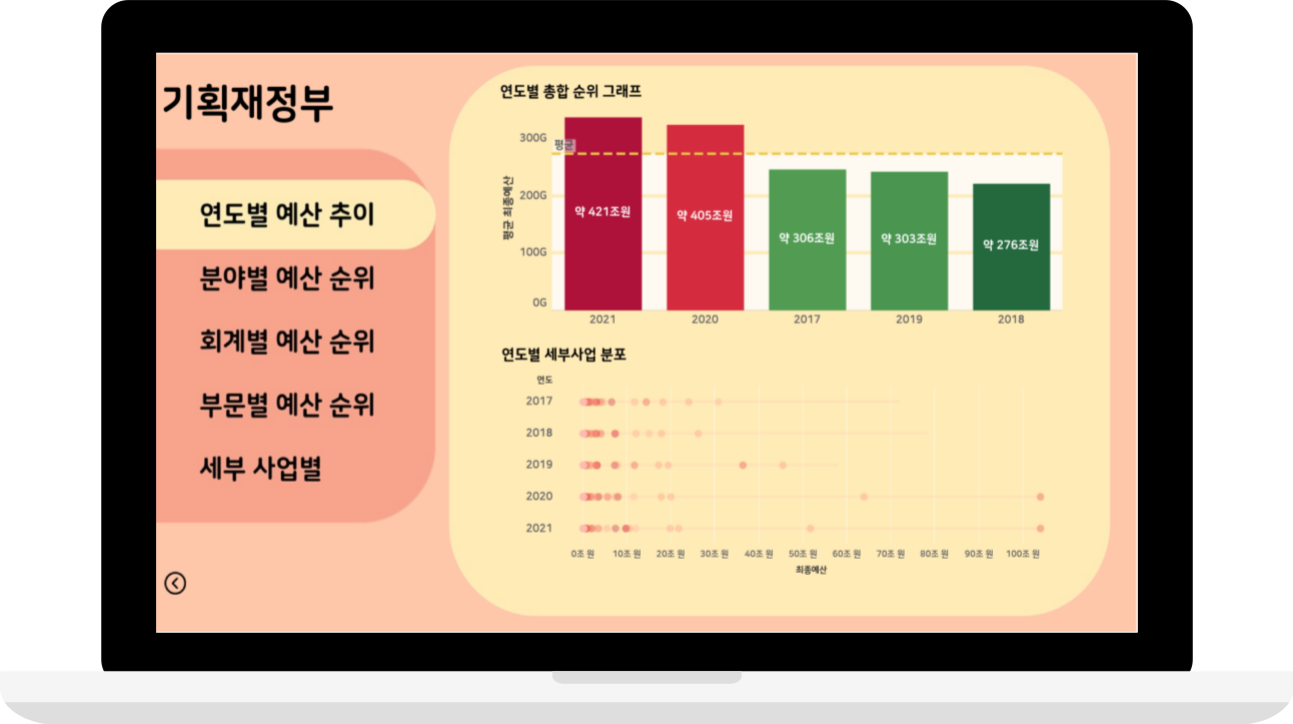 기획재정부
연도별 예산 추이
분야별 예산 순위
회계별 예산 순위
부문별 예산 순위
세부 사업별
연도별 총합 순위 그래프
평균 최종예산
300G
200G
100G
0G
평균
약 421조원
약 405조원
약 306조원
약 303조원
약 276조원
2021 2020 2017 2019 2018
연도별 세부사업 분포
연도
2017
2018
2019
2020
2021
0조 원 10조 원 20조 원 30조 원 40조 원 50조 원 60조 원 70조 원 80조 원 90조 원 100조 원
최종예산